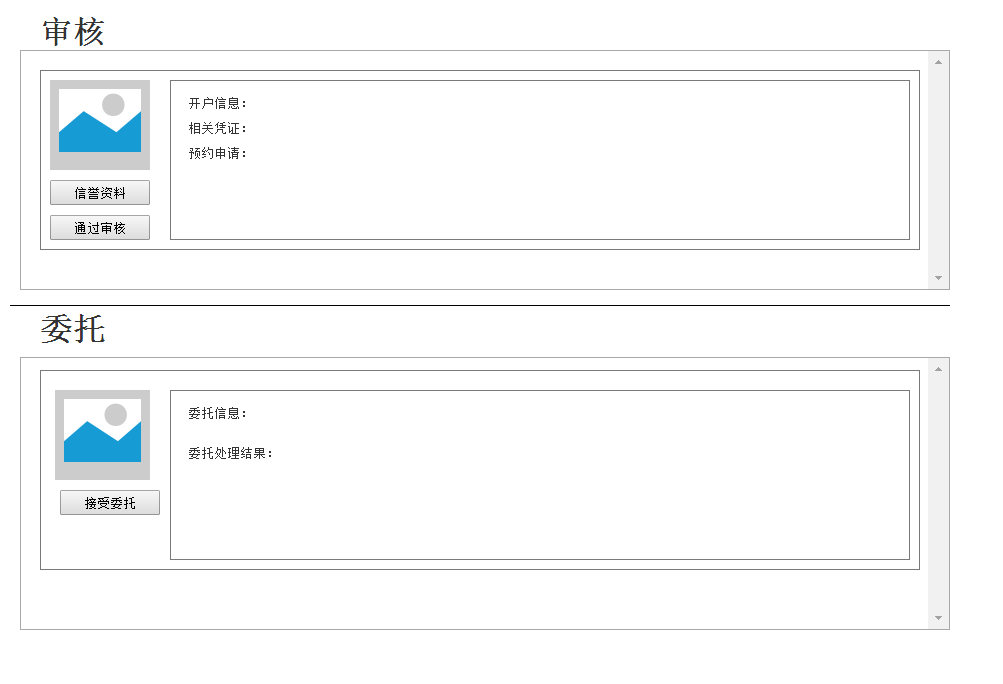 审核
开户信息：
相关凭证：
预约申请：
信誉资料
通过审核
委托
委托信息：
委托处理结果：
接受委托